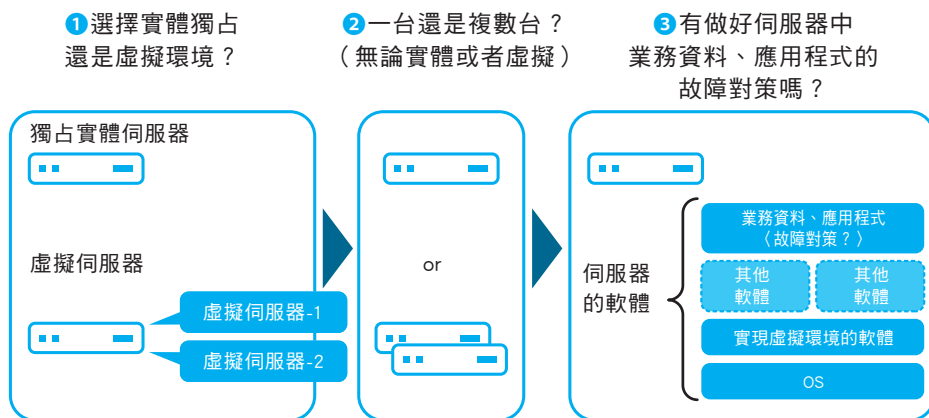 ❶選擇實體獨占
還是虛擬環境？
❷一台還是複數台？
（無論實體或者虛擬）
❸有做好伺服器中
業務資料、應用程式的
故障對策嗎？
獨占實體伺服器
虛擬伺服器
虛擬伺服器-1
虛擬伺服器-2
or
伺服器
的軟體
業務資料、應用程式
（故障對策？）
其他
軟體
其他
軟體
實現虛擬環境的軟體
OS